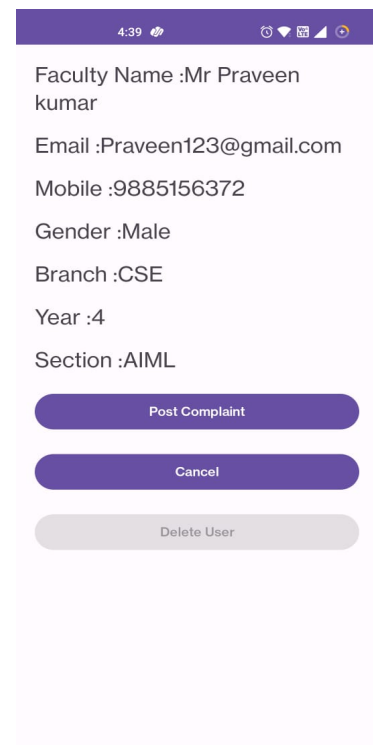 4:39
Faculty Name :Mr Praveen
kumar
Email :Praveen123@gmail.com
Mobile :9885156372
Gender :Male
Branch :CSE
Year :4
Section :AIML
Post Complaint
Cancel
Delete User